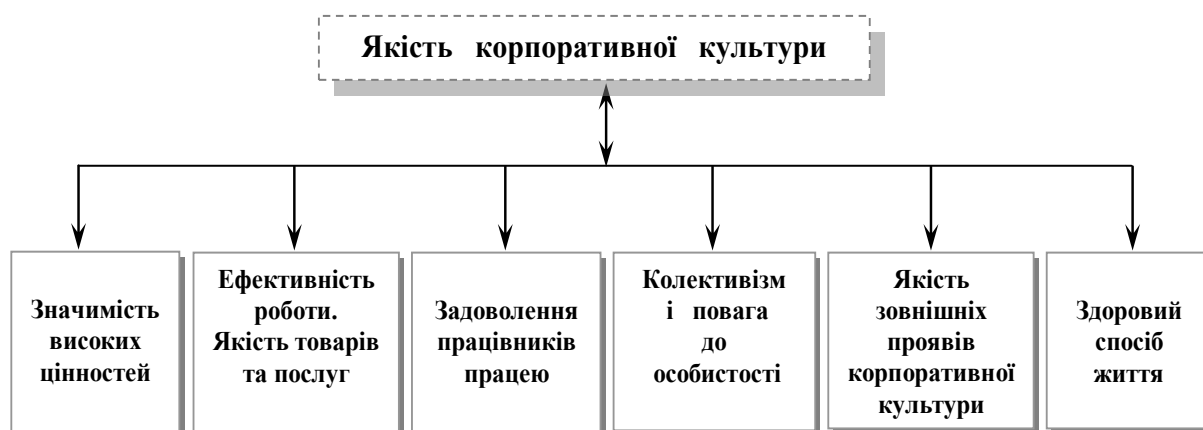 Якість корпоративної культури
Значимість
високих
цінностей
Ефективність
роботи.
Якість товарів
та послуг
Задоволення
працівників
працею
Колективізм
і повага
до
особистості
Якість
зовнішніх
проявів
корпоративної
культури
Здоровий
спосіб
життя